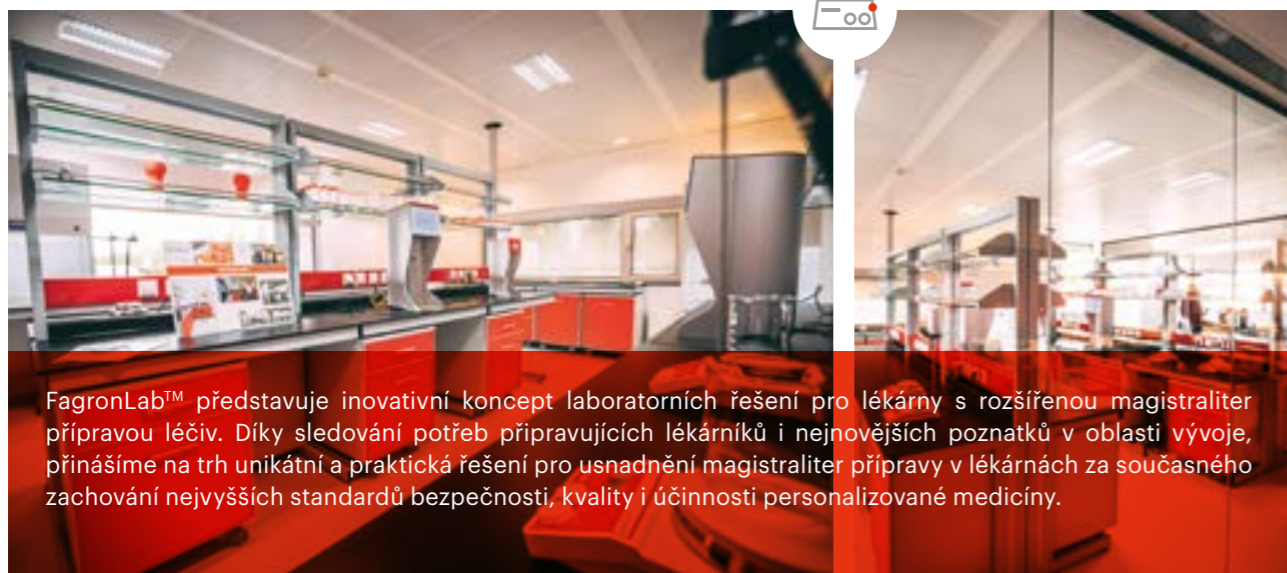 FagronLab™ představuje inovativní koncept laboratorních řešení pro lékárny s rozšířenou magistraliter
přípravou léčiv. Díky sledování potřeb připravujících lékárníků i nejnovějších poznatků v oblasti vývoje,
přinášíme na trh unikátní a praktická řešení pro usnadnění magistraliter přípravy v lékárnách za současného
zachování nejvyšších standardů bezpečnosti, kvality i účinnosti personalizované medicíny.